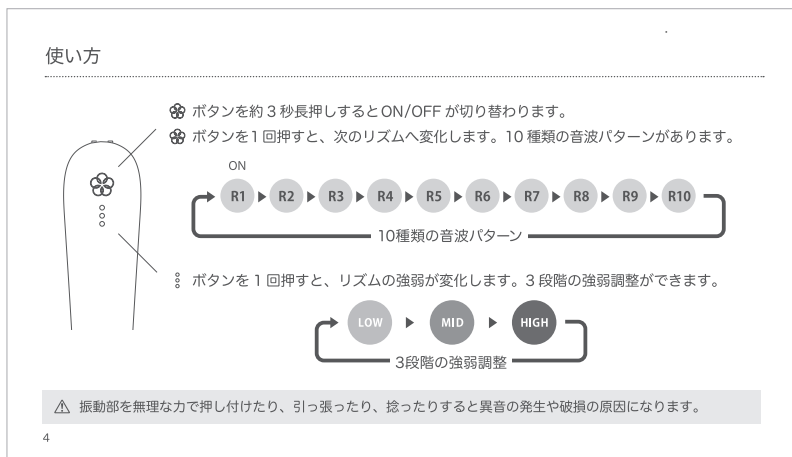 使い方
ボタンを約3秒長押しするとON/OFFが切り替わります。
ボタンを1回押すと、次のリズムへ変化します。10種類の音波パターンがあります。
ON
R1 R2 R3 R4 R5 R6 R7 R8 R9 R10
10種類の音波パターン
ボタンを1回押すと、リズムの強弱が変化します。3段階の強弱調整ができます。
LOW MID HIGH
3段階の強弱調整
振動部を無理な力で押し付けたり、引っ張ったり、捻ったりすると異音の発生や破損の原因になります。
4